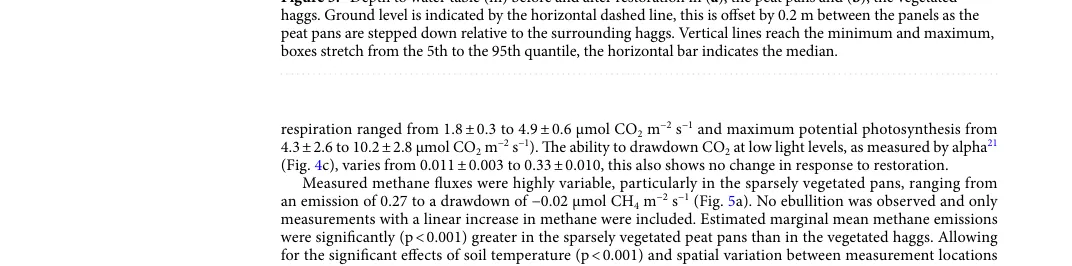 haggs. Ground level is indicated by the horizontal dashed line, this is offset by 0.2 m between the panels as the
peat pans are stepped down relative to the surrounding haggs. Vertical lines reach the minimum and maximum,
boxes stretch from the 5th to the 95th quantile, the horizontal bar indicates the median.
respiration ranged from 1.8 ± 0.3 to 4.9 ± 0.6 µmol CO₂ m⁻² s⁻¹ and maximum potential photosynthesis from
4.3 ± 2.6 to 10.2 ± 2.8 µmol CO₂ m⁻² s⁻¹). The ability to drawdown CO₂ at low light levels, as measured by alpha²¹
(Fig. 4c), varies from 0.011 ± 0.003 to 0.33 ± 0.010, this also shows no change in response to restoration.
Measured methane fluxes were highly variable, particularly in the sparsely vegetated pans, ranging from
an emission of 0.27 to a drawdown of −0.02 µmol CH₄ m⁻² s⁻¹ (Fig. 5a). No ebullition was observed and only
measurements with a linear increase in methane were included. Estimated marginal mean methane emissions
were significantly (p < 0.001) greater in the sparsely vegetated peat pans than in the vegetated haggs. Allowing
for the significant effects of soil temperature (p < 0.001) and spatial variation between measurement locations